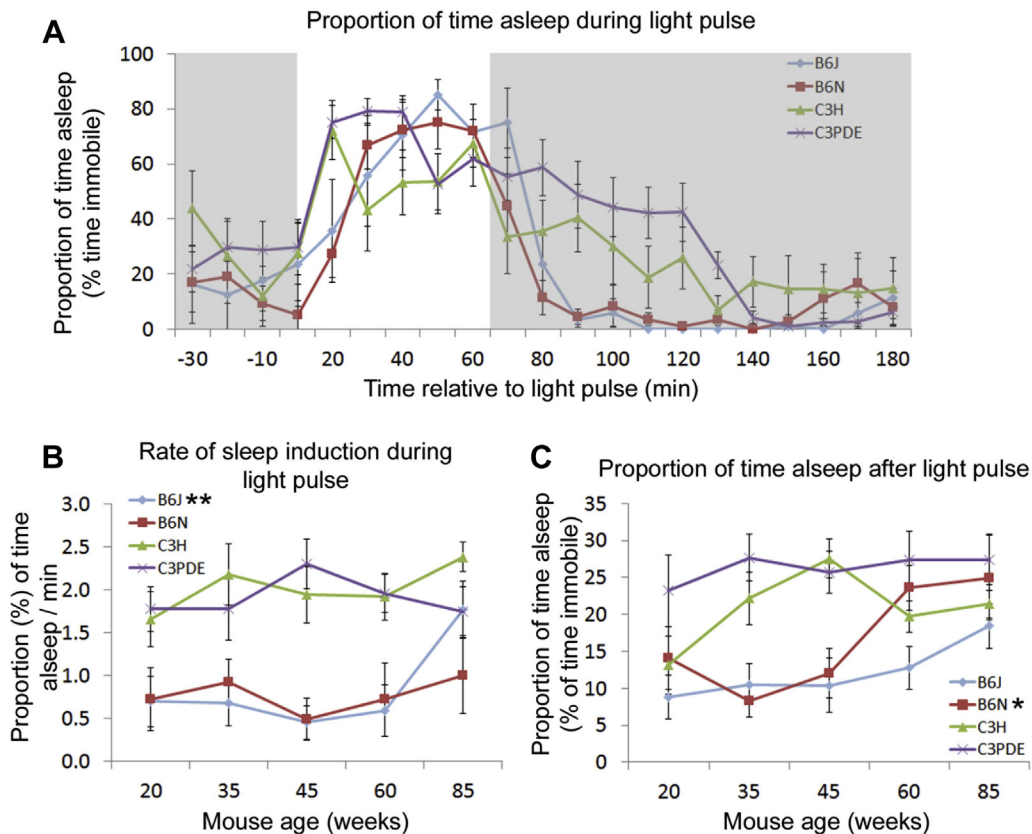 A
Proportion of time asleep during light pulse
Proportion of time asleep
(% time immobile)
100
80
60
40
20
0
B6J
B6N
C3H
C3PDE
-30 -10 20 40 60 80 100 120 140 160 180
Time relative to light pulse (min)
B
Rate of sleep induction during
light pulse
Proportion (%) of time
alseep / min
3.0
2.5
2.0
1.5
1.0
0.5
0.0
B6J **
B6N
C3H
C3PDE
20 35 45 60 85
Mouse age (weeks)
C
Proportion of time alseep after light pulse
Proportion of time alseep
(% of time immobile)
35
30
25
20
15
10
5
0
B6J
B6N *
C3H
C3PDE
20 35 45 60 85
Mouse age (weeks)